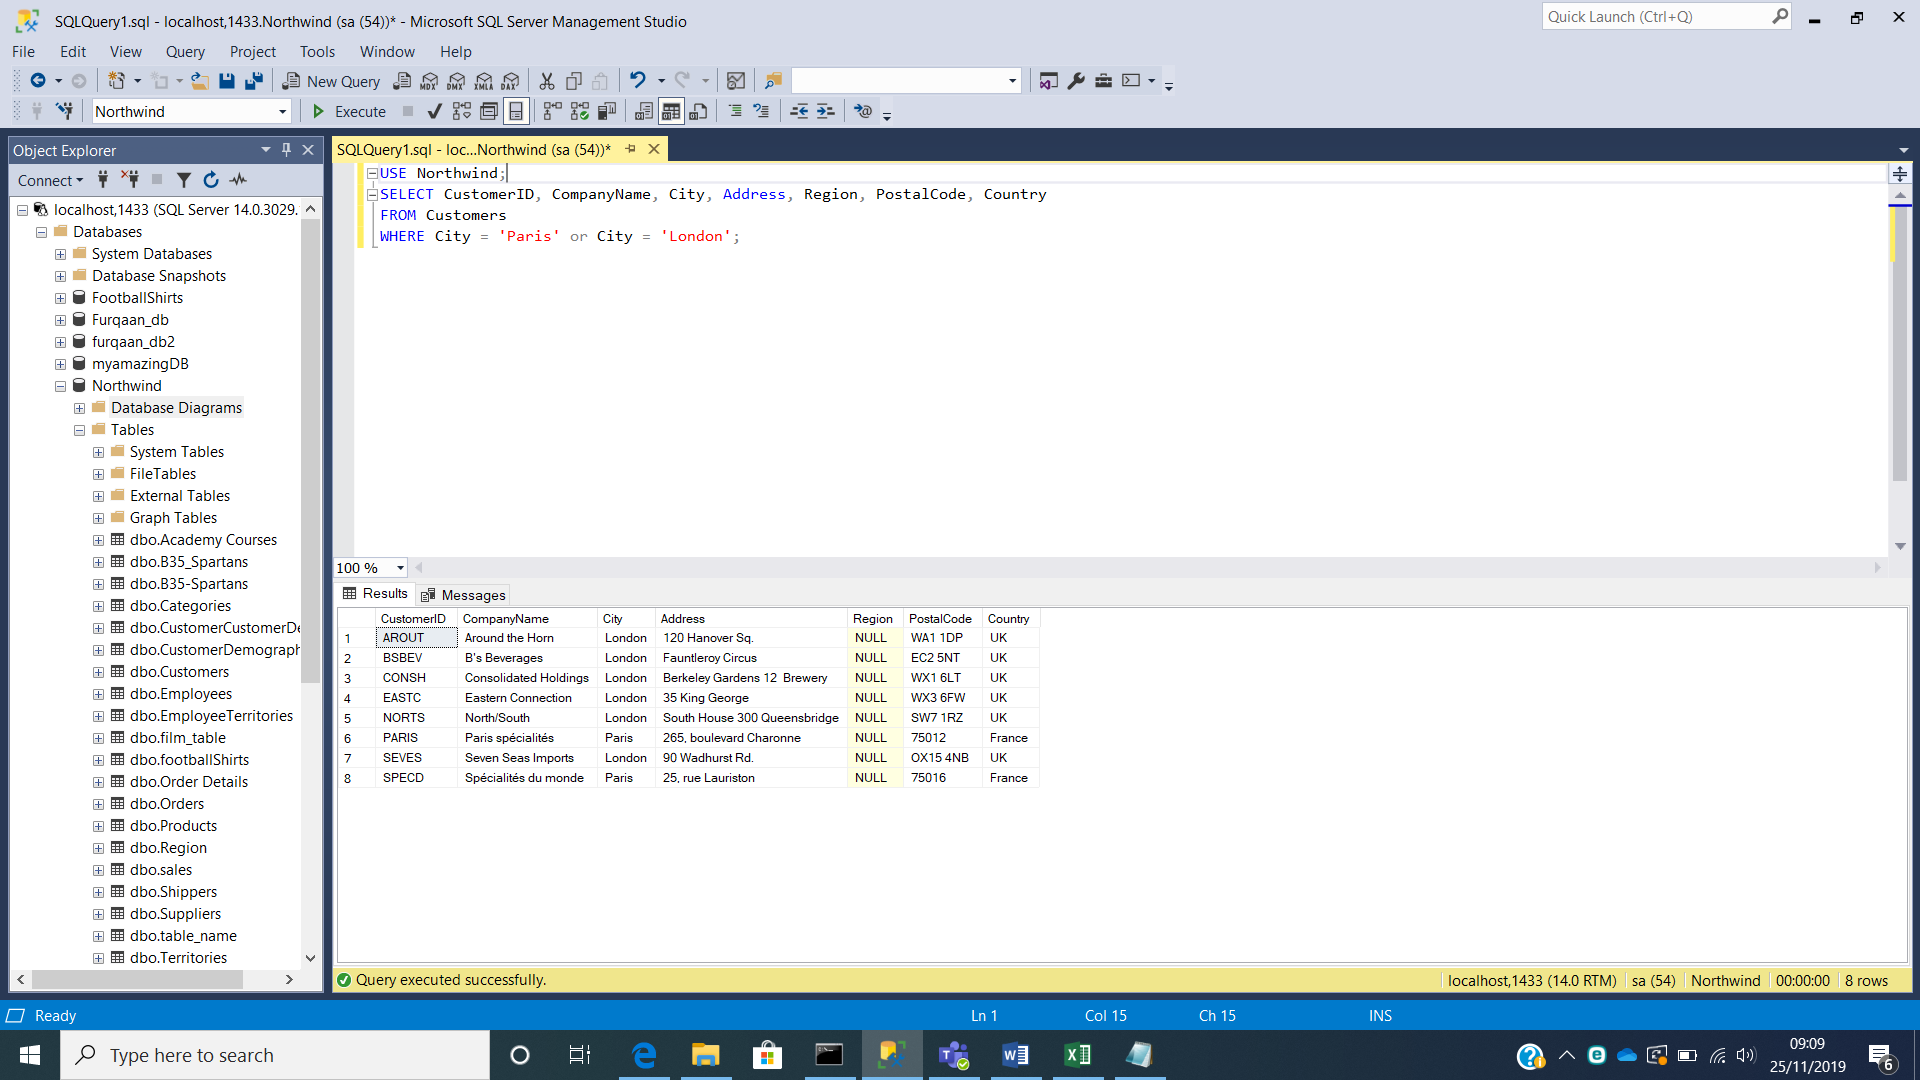 SQLQuery1.sql - localhost,1433.Northwind (sa (54))* - Microsoft SQL Server Management Studio
Quick Launch (Ctrl+Q)
File Edit View Query Project Tools Window Help
New Query MDX DMX XMLA DAX
Northwind Execute
Object Explorer
Connect
localhost,1433 (SQL Server 14.0.3029.
Databases
System Databases
Database Snapshots
FootballShirts
Furqaan_db
furqaan_db2
myamazingDB
Northwind
Database Diagrams
Tables
System Tables
FileTables
External Tables
Graph Tables
dbo.Academy Courses
dbo.B35_Spartans
dbo.B35-Spartans
dbo.Categories
dbo.CustomerCustomerDe
dbo.CustomerDemograph
dbo.Customers
dbo.Employees
dbo.EmployeeTerritories
dbo.film_table
dbo.footballShirts
dbo.Order Details
dbo.Orders
dbo.Products
dbo.Region
dbo.sales
dbo.Shippers
dbo.Suppliers
dbo.table_name
dbo.Territories
SQLQuery1.sql - loc...Northwind (sa (54))*
USE Northwind;
SELECT CustomerID, CompanyName, City, Address, Region, PostalCode, Country
FROM Customers
WHERE City = 'Paris' or City = 'London';
100 %
Results Messages
CustomerID CompanyName City Address Region PostalCode Country
1 AROUT Around the Horn London 120 Hanover Sq. NULL WA1 1DP UK
2 BSBEV B's Beverages London Fauntleroy Circus NULL EC2 5NT UK
3 CONSH Consolidated Holdings London Berkeley Gardens 12 Brewery NULL WX1 6LT UK
4 EASTC Eastern Connection London 35 King George NULL WX3 6FW UK
5 NORTS North/South London South House 300 Queensbridge NULL SW7 1RZ UK
6 PARIS Paris spécialités Paris 265, boulevard Charonne NULL 75012 France
7 SEVES Seven Seas Imports London 90 Wadhurst Rd. NULL OX15 4NB UK
8 SPECD Spécialités du monde Paris 25, rue Lauriston NULL 75016 France
Query executed successfully. localhost,1433 (14.0 RTM) sa (54) Northwind 00:00:00 8 rows
Ready Ln 1 Col 15 Ch 15 INS
Type here to search
09:09
25/11/2019
6